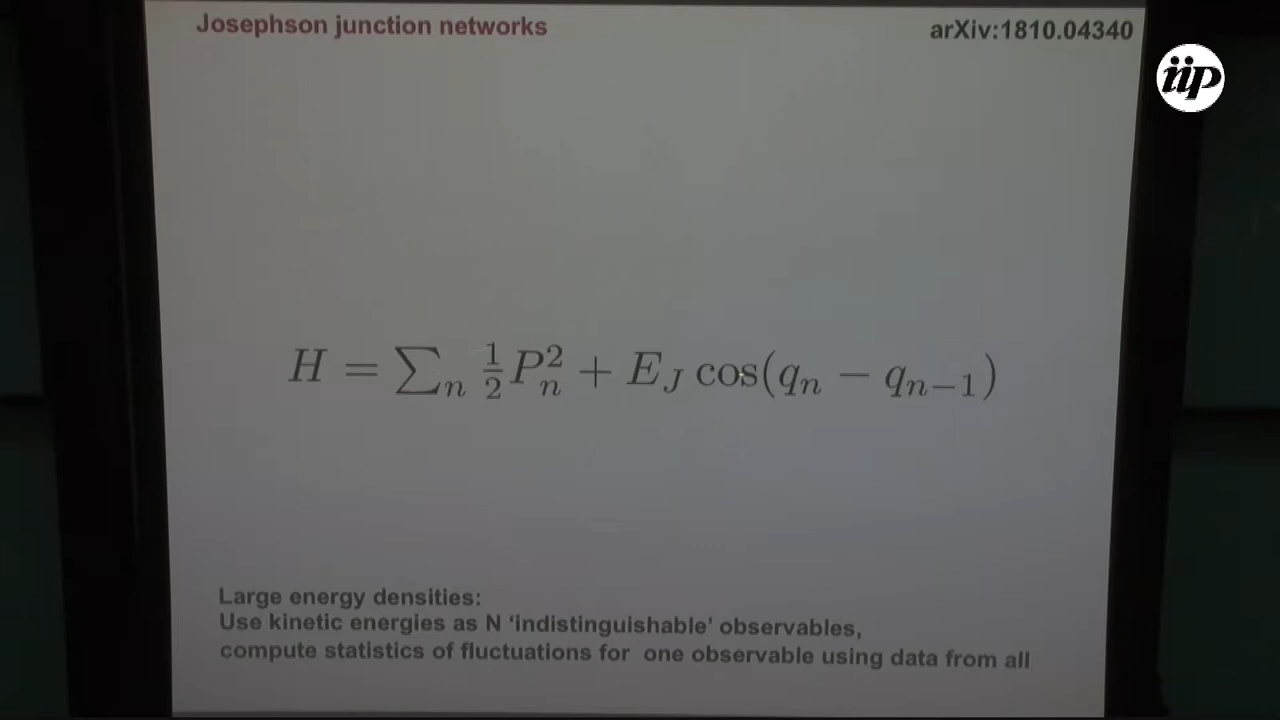 Josephson junction networks
arXiv:1810.04340
iip
H = ∑ₙ ½Pₙ² + E_J cos(qₙ − qₙ₋₁)
Large energy densities:
Use kinetic energies as N ‘indistinguishable’ observables,
compute statistics of fluctuations for one observable using data from all